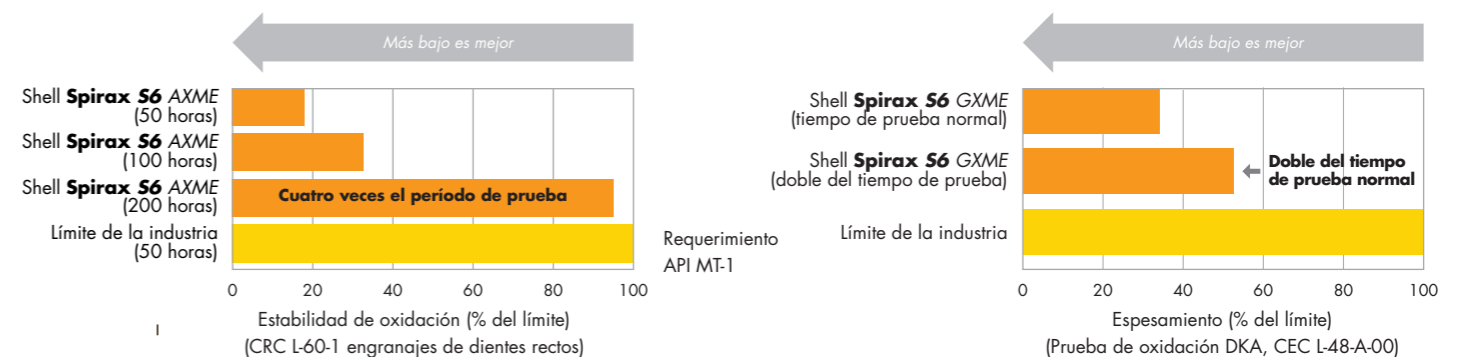 Más bajo es mejor
Shell Spirax S6 AXME
(50 horas)
Shell Spirax S6 AXME
(100 horas)
Shell Spirax S6 AXME
(200 horas)
Cuatro veces el período de prueba
Límite de la industria
(50 horas)
Requerimiento
API MT-1
0 20 40 60 80 100
Estabilidad de oxidación (% del límite)
(CRC L-60-1 engranajes de dientes rectos)
Más bajo es mejor
Shell Spirax S6 GXME
(tiempo de prueba normal)
Shell Spirax S6 GXME
(doble del tiempo de prueba)
Doble del tiempo
de prueba normal
Límite de la industria
0 20 40 60 80 100
Espesamiento (% del límite)
(Prueba de oxidación DKA, CEC L-48-A-00)